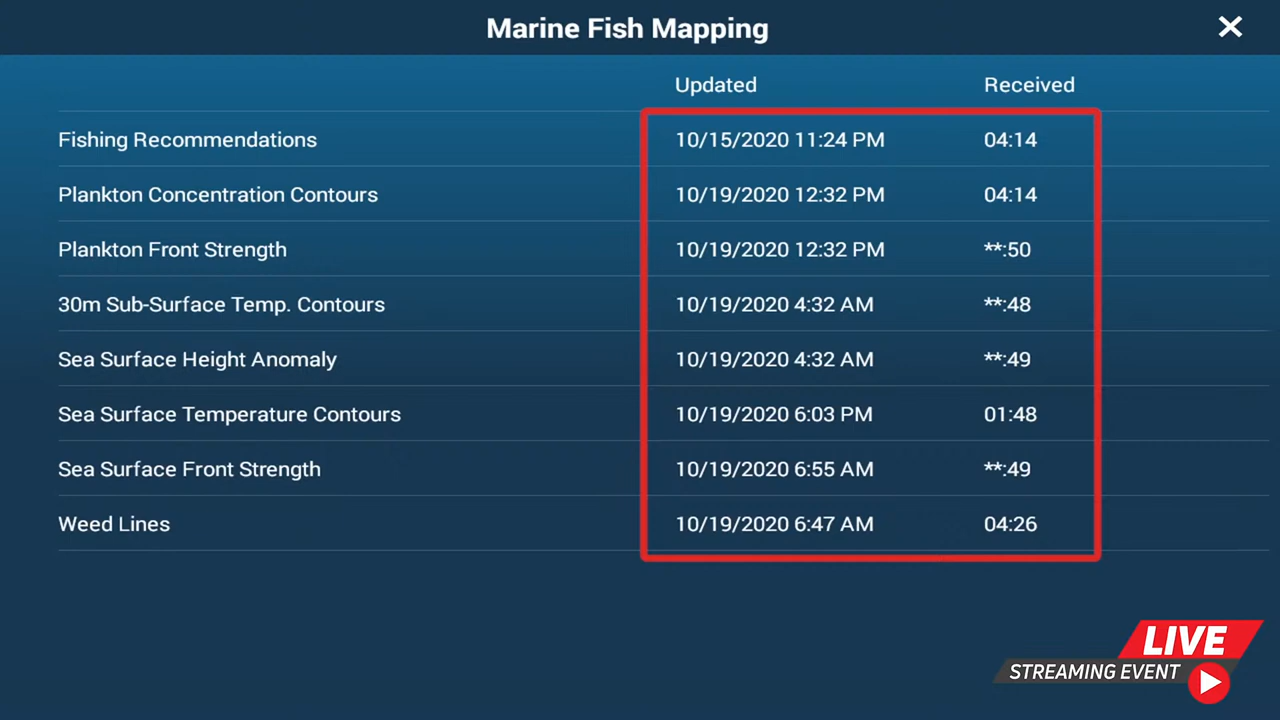 Marine Fish Mapping
Updated Received
Fishing Recommendations 10/15/2020 11:24 PM 04:14
Plankton Concentration Contours 10/19/2020 12:32 PM 04:14
Plankton Front Strength 10/19/2020 12:32 PM **:50
30m Sub-Surface Temp. Contours 10/19/2020 4:32 AM **:48
Sea Surface Height Anomaly 10/19/2020 4:32 AM **:49
Sea Surface Temperature Contours 10/19/2020 6:03 PM 01:48
Sea Surface Front Strength 10/19/2020 6:55 AM **:49
Weed Lines 10/19/2020 6:47 AM 04:26
LIVE
STREAMING EVENT